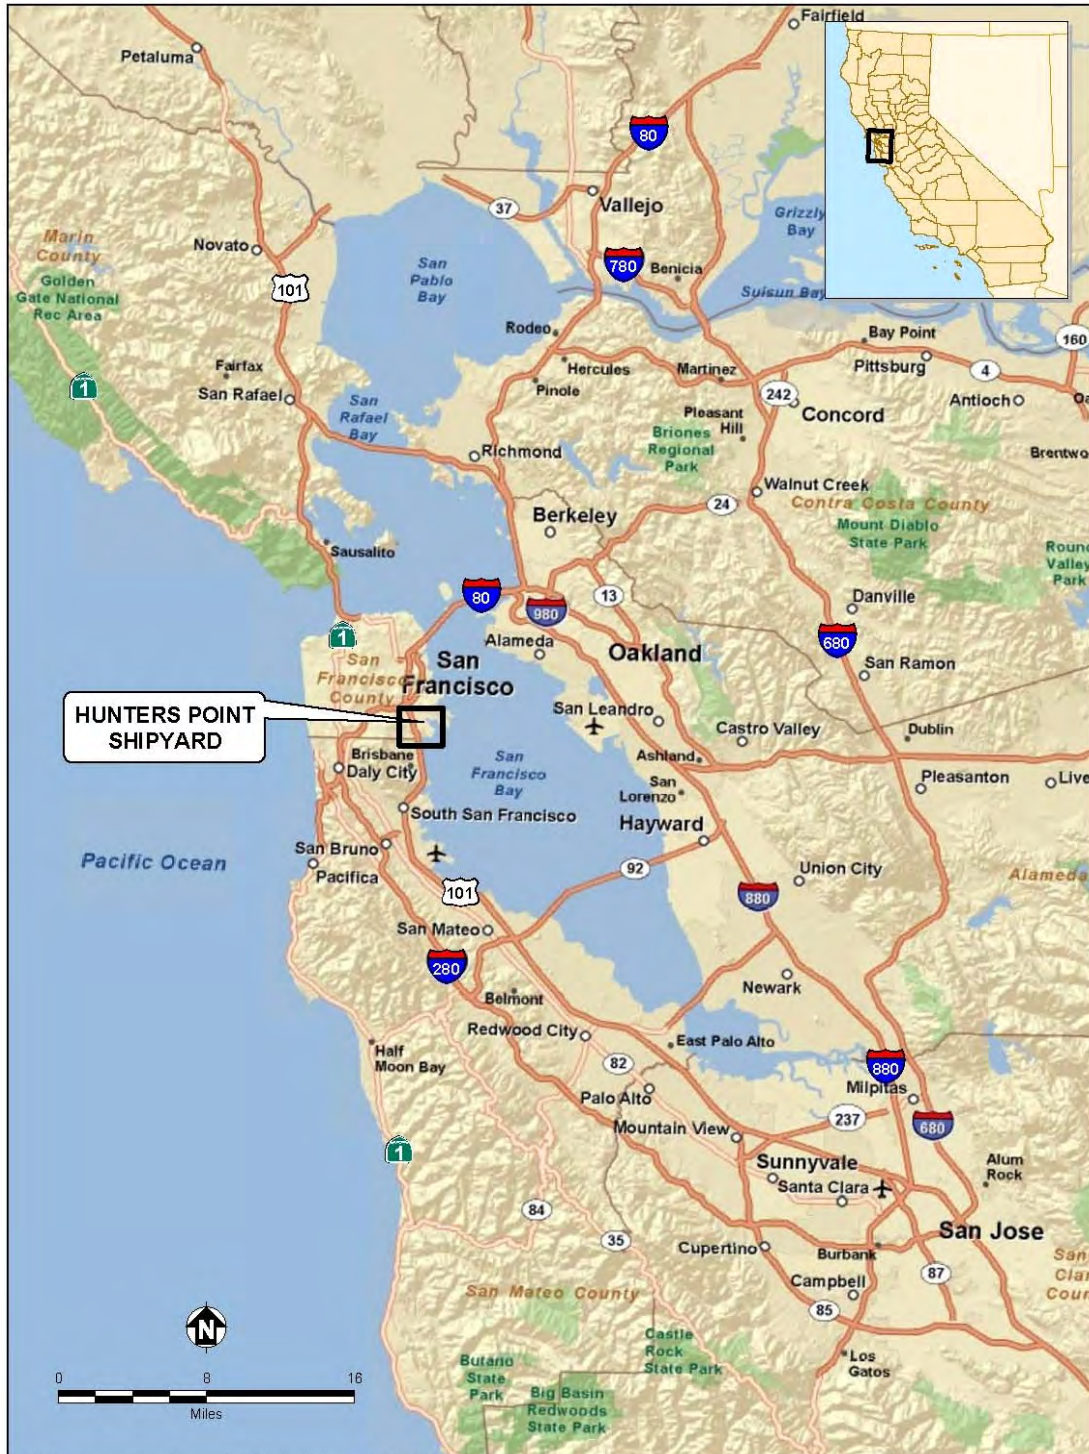 Fairfield
Petaluma
80
Grizzly
Bay
37
Vallejo
Marin
County
Novato
San
Pablo
Bay
780
Benicia
Suisun Bay
Golden
Gate National
Rec Area
101
Rodeo
Bay Point
160
Fairfax
Hercules
Martinez
Pittsburg
4
1
San Rafael
San
Rafael
Bay
Pinole
242
Concord
Antioch
Pleasant
Hill
Briones
Regional
Park
Richmond
Brentwo
Walnut Creek
24
Contra Costa County
Berkeley
Mount Diablo
State Park
Sausalito
Round
Valley
Park
80
980
13
Danville
1
Alameda
Oakland
680
San
Francisco
County
San
Francisco
San Ramon
HUNTERS POINT
SHIPYARD
San Leandro
Castro Valley
Dublin
Brisbane
Daly City
San
Francisco
Bay
Ashland
San
Lorenzo
Pleasanton
Live
South San Francisco
Hayward
San Bruno
Pacifica
Pacific Ocean
92
Union City
Alameda
101
880
San Mateo
280
Newark
Belmont
Redwood City
East Palo Alto
Half
Moon Bay
82
880
Palo Alto
Milpitas
237
680
Mountain View
1
Sunnyvale
Santa Clara
Alum
Rock
84
35
Cupertino
Burbank
San Jose
San Mateo County
Campbell
87
San
Clar
Coun
85
N
Castle
Rock
State Park
Los
Gatos
0 8 16
Miles
Butano
State
Park
Big Basin
Redwoods
State Park